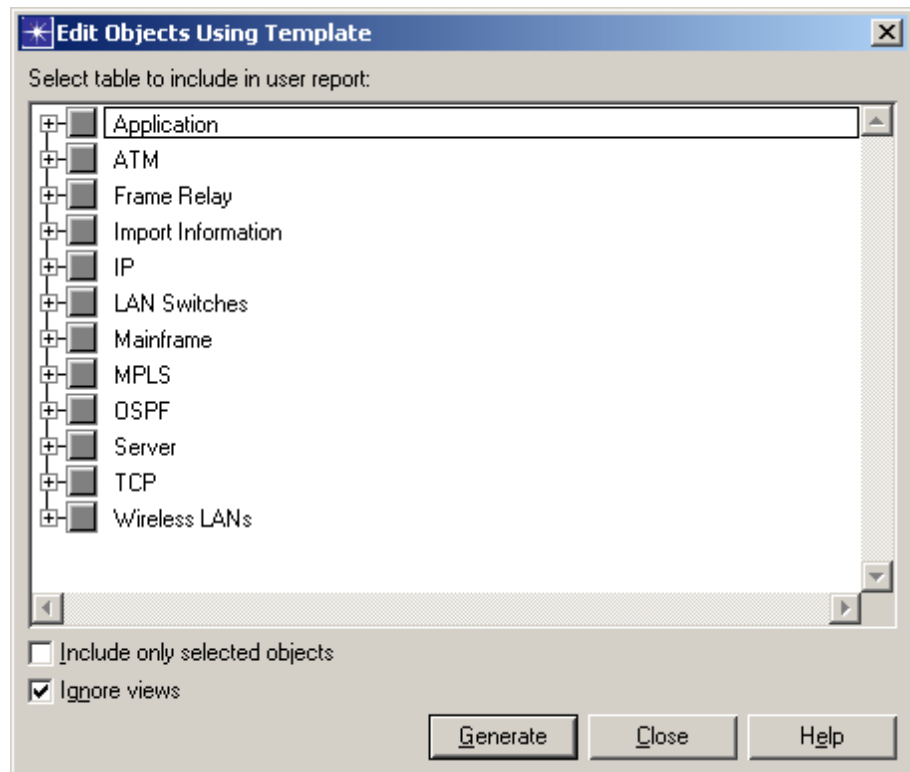 Edit Objects Using Template
Select table to include in user report:
Application
ATM
Frame Relay
Import Information
IP
LAN Switches
Mainframe
MPLS
OSPF
Server
TCP
Wireless LANs
Include only selected objects
Ignore views
Generate Close Help